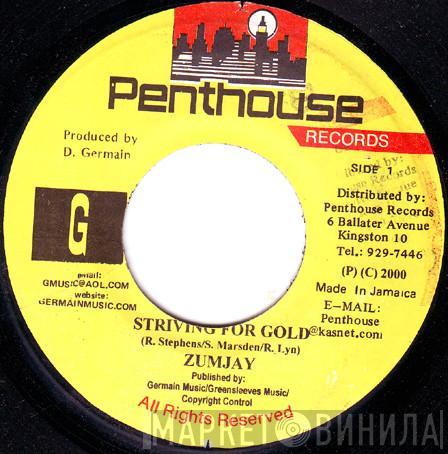 Penthouse
RECORDS
Produced by
D. Germain
SIDE 1
Distributed by:
Penthouse Records
6 Ballater Avenue
Kingston 10
Tel.: 929-7446
(P) (C) 2000
Made In Jamaica
E-MAIL:
Penthouse
@kasnet.com
G
email:
GMUSIC@AOL.COM
website:
GERMAINMUSIC.COM
STRIVING FOR GOLD
(R. Stephens/S. Marsden/R. Lyn)
ZUMJAY
Published by:
Germain Music/Greensleeves Music/
Copyright Control
All Rights Reserved
МАРКЕТ ВИНИЛА